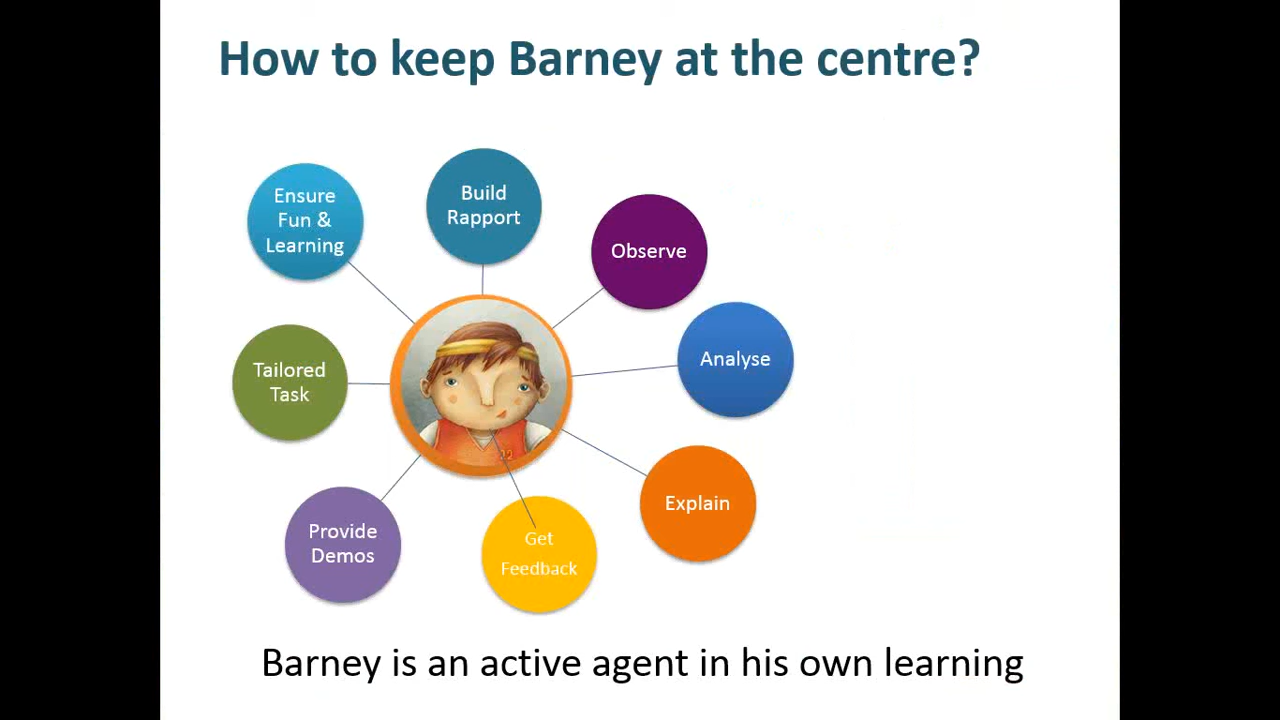 How to keep Barney at the centre?
Ensure
Fun &
Learning
Build
Rapport
Observe
Analyse
Explain
Get
Feedback
Provide
Demos
Tailored
Task
Barney is an active agent in his own learning